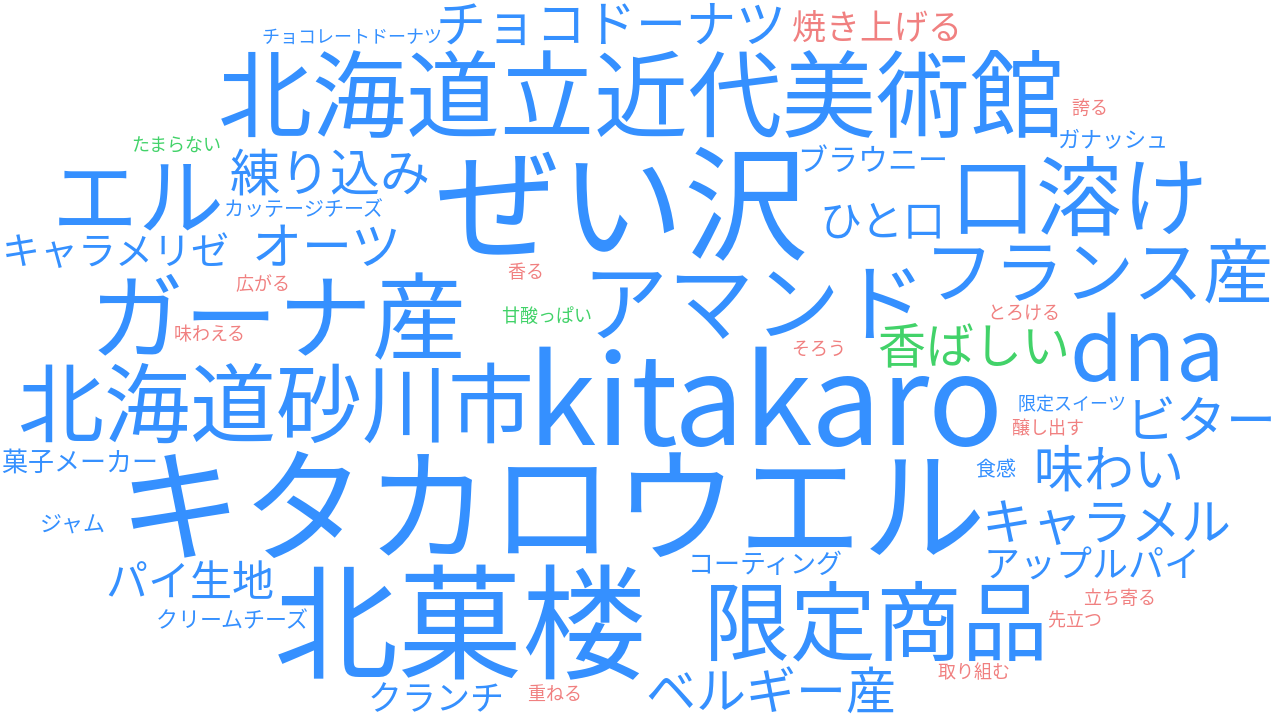 チョコドーナツ
焼き上げる
チョコレートドーナツ
北海道立近代美術館
誇る
たまらない
ガナッシュ
エル
練り込み
ぜい沢
ブラウニー
口溶け
カッテージチーズ
ひと口
キャラメリゼ
オーツ
フランス産
香る
広がる
ガーナ産
アマンド
とろける
甘酸っぱい
味わえる
香ばしい
dna
そろう
北海道砂川市
kitakaro
限定スイーツ
ビター
醸し出す
菓子メーカー
キタカロウエル
食感
味わい
ジャム
キャラメル
コーティング
アップルパイ
パイ生地
北菓楼
限定商品
立ち寄る
クリームチーズ
先立つ
取り組む
クランチ
重ねる
ベルギー産